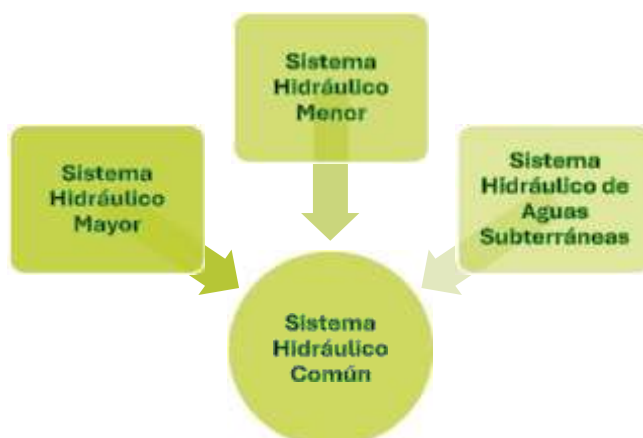 Sistema
Hidráulico
Menor
Sistema
Hidráulico
Mayor
Sistema
Hidráulico de
Aguas
Subterráneas
Sistema
Hidráulico
Común